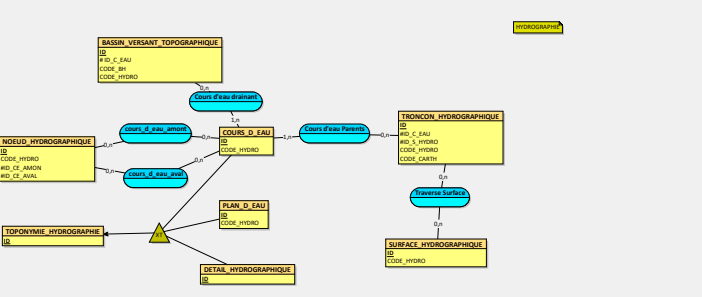 HYDROGRAPHIE
BASSIN_VERSANT_TOPOGRAPHIQUE
ID
# ID_C_EAU
CODE_BH
CODE_HYDRO
0,n
Cours d'eau drainant
1,n
NOEUD_HYDROGRAPHIQUE
ID
CODE_HYDRO
#ID_CE_AMON
#ID_CE_AVAL
0,n
cours_d_eau_amont
0,n
0,n
cours_d_eau_aval
0,n
COURS_D_EAU
ID
CODE_HYDRO
1,n
Cours d'eau Parents
0,n
TRONCON_HYDROGRAPHIQUE
ID
#ID_C_EAU
#ID_S_HYDRO
CODE_HYDRO
CODE_CARTH
0,n
Traverse Surface
0,n
SURFACE_HYDROGRAPHIQUE
ID
CODE_HYDRO
PLAN_D_EAU
ID
CODE_HYDRO
TOPONYMIE_HYDROGRAPHIE
ID
XT
DETAIL_HYDROGRAPHIQUE
ID